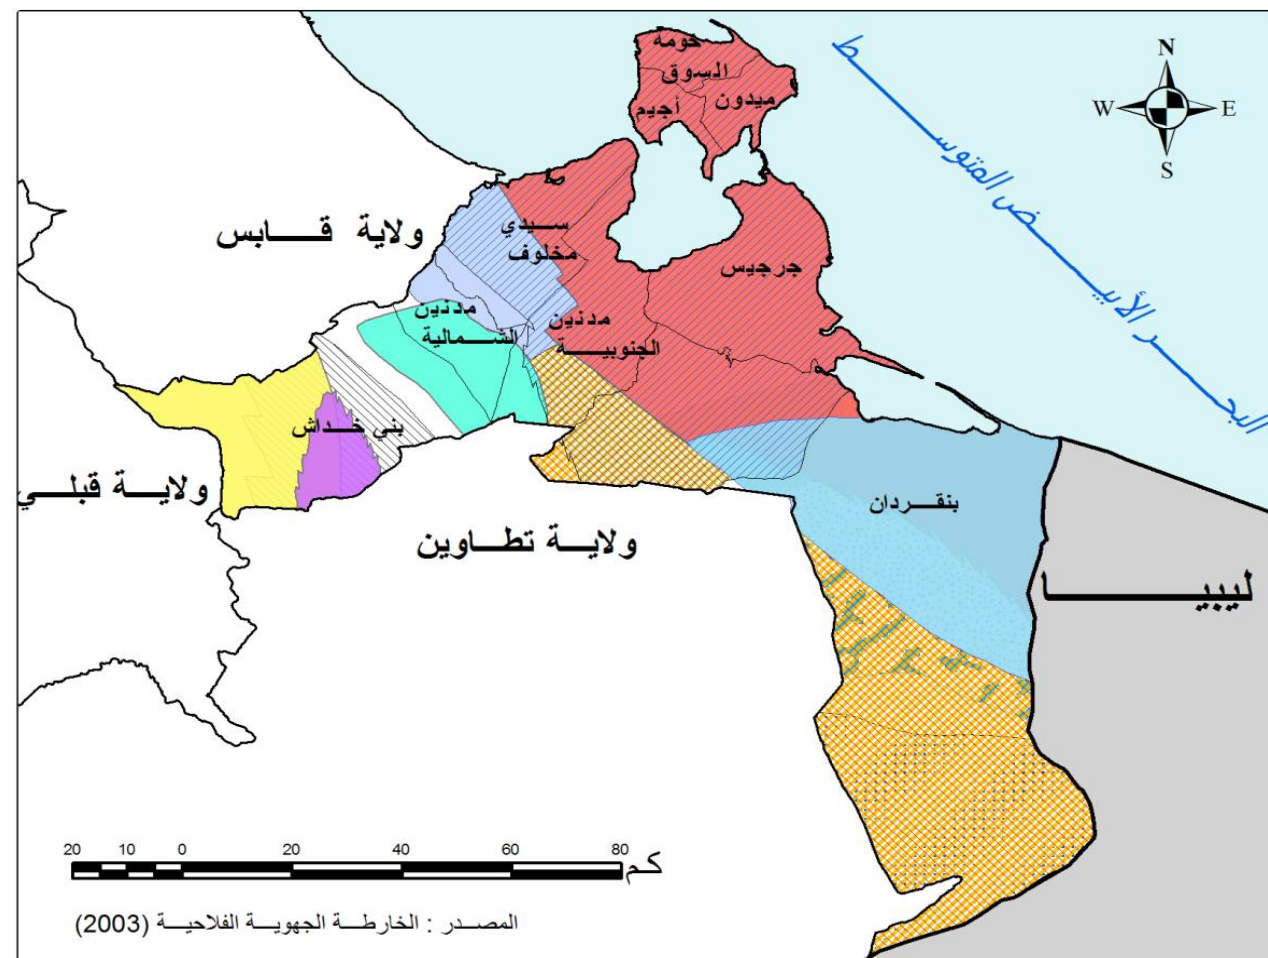 N
W E
S
حومة
السوق
ميدون
أجيم
البحر الأبيض المتوسط
ولاية قابس
سيدي
مخلوف
جرجيس
مدنين
الشمالية
مدنين
الجنوبية
بني خداش
ولاية قبلي
ولاية تطاوين
بنقردان
ليبيا
20 10 0 20 40 60 80
كم
المصدر : الخارطة الجهوية الفلاحية (2003)